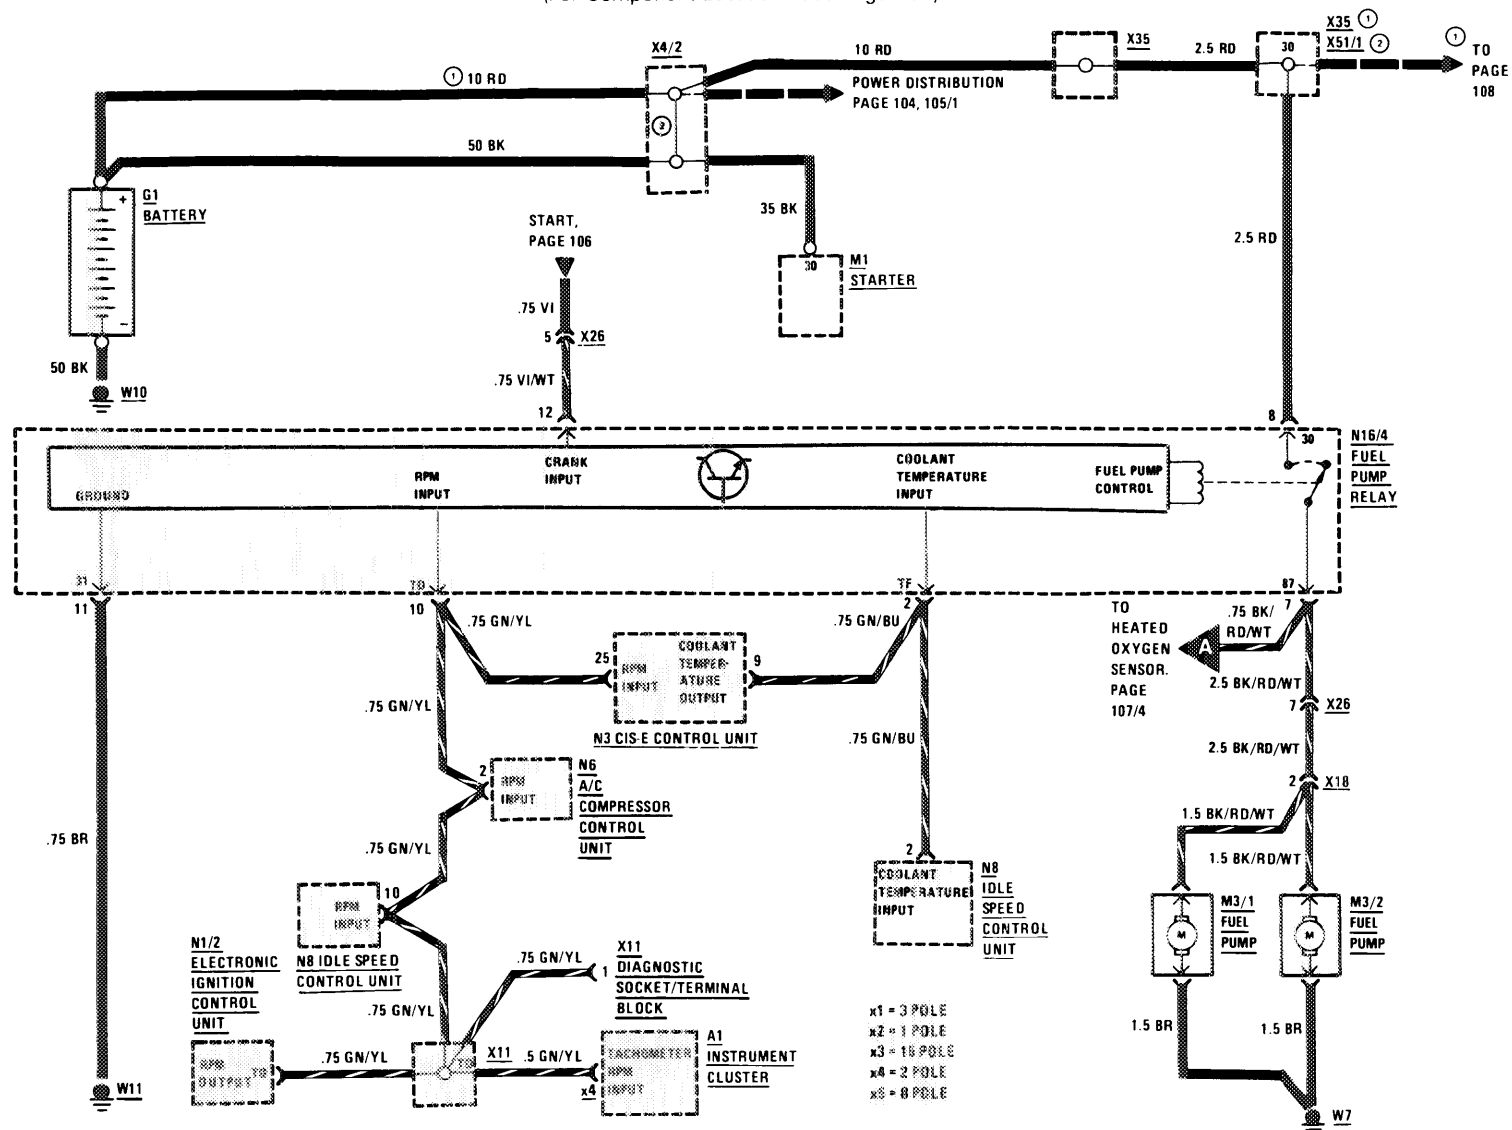 X35 ①
X51/1 ②
① TO
PAGE
108
X4/2
10 RD
X35
2.5 RD
30
① 10 RD
POWER DISTRIBUTION
PAGE 104, 105/1
②
50 BK
G1
BATTERY
+
−
35 BK
START,
PAGE 106
30
M1
STARTER
2.5 RD
.75 VI
5
X26
50 BK
W10
.75 VI/WT
12
8
30
N16/4
FUEL
PUMP
RELAY
GROUND
RPM
INPUT
CRANK
INPUT
COOLANT
TEMPERATURE
INPUT
FUEL PUMP
CONTROL
31
TD
TF
87
11
10
2
7
.75 GN/YL
.75 GN/BU
TO
HEATED
OXYGEN
SENSOR.
PAGE
107/4
.75 BK/
RD/WT
A
25
RPM
INPUT
COOLANT
TEMPER-
ATURE
OUTPUT
9
N3 CIS-E CONTROL UNIT
2.5 BK/RD/WT
7
X26
.75 GN/YL
.75 GN/BU
2.5 BK/RD/WT
2
RPM
INPUT
N6
A/C
COMPRESSOR
CONTROL
UNIT
2
X18
1.5 BK/RD/WT
.75 BR
.75 GN/YL
1.5 BK/RD/WT
2
COOLANT
TEMPERATURE
INPUT
N8
IDLE
SPEED
CONTROL
UNIT
10
RPM
INPUT
N8 IDLE SPEED
CONTROL UNIT
M
M3/1
FUEL
PUMP
M
M3/2
FUEL
PUMP
N1/2
ELECTRONIC
IGNITION
CONTROL
UNIT
.75 GN/YL
1
X11
DIAGNOSTIC
SOCKET/TERMINAL
BLOCK
.75 GN/YL
x1 = 3 POLE
x2 = 1 POLE
x3 = 16 POLE
x4 = 2 POLE
x5 = 8 POLE
1.5 BR
1.5 BR
RPM
OUTPUT
TD
.75 GN/YL
TD
X11
.5 GN/YL
x4
TACHOMETER
RPM
INPUT
A1
INSTRUMENT
CLUSTER
W11
W7